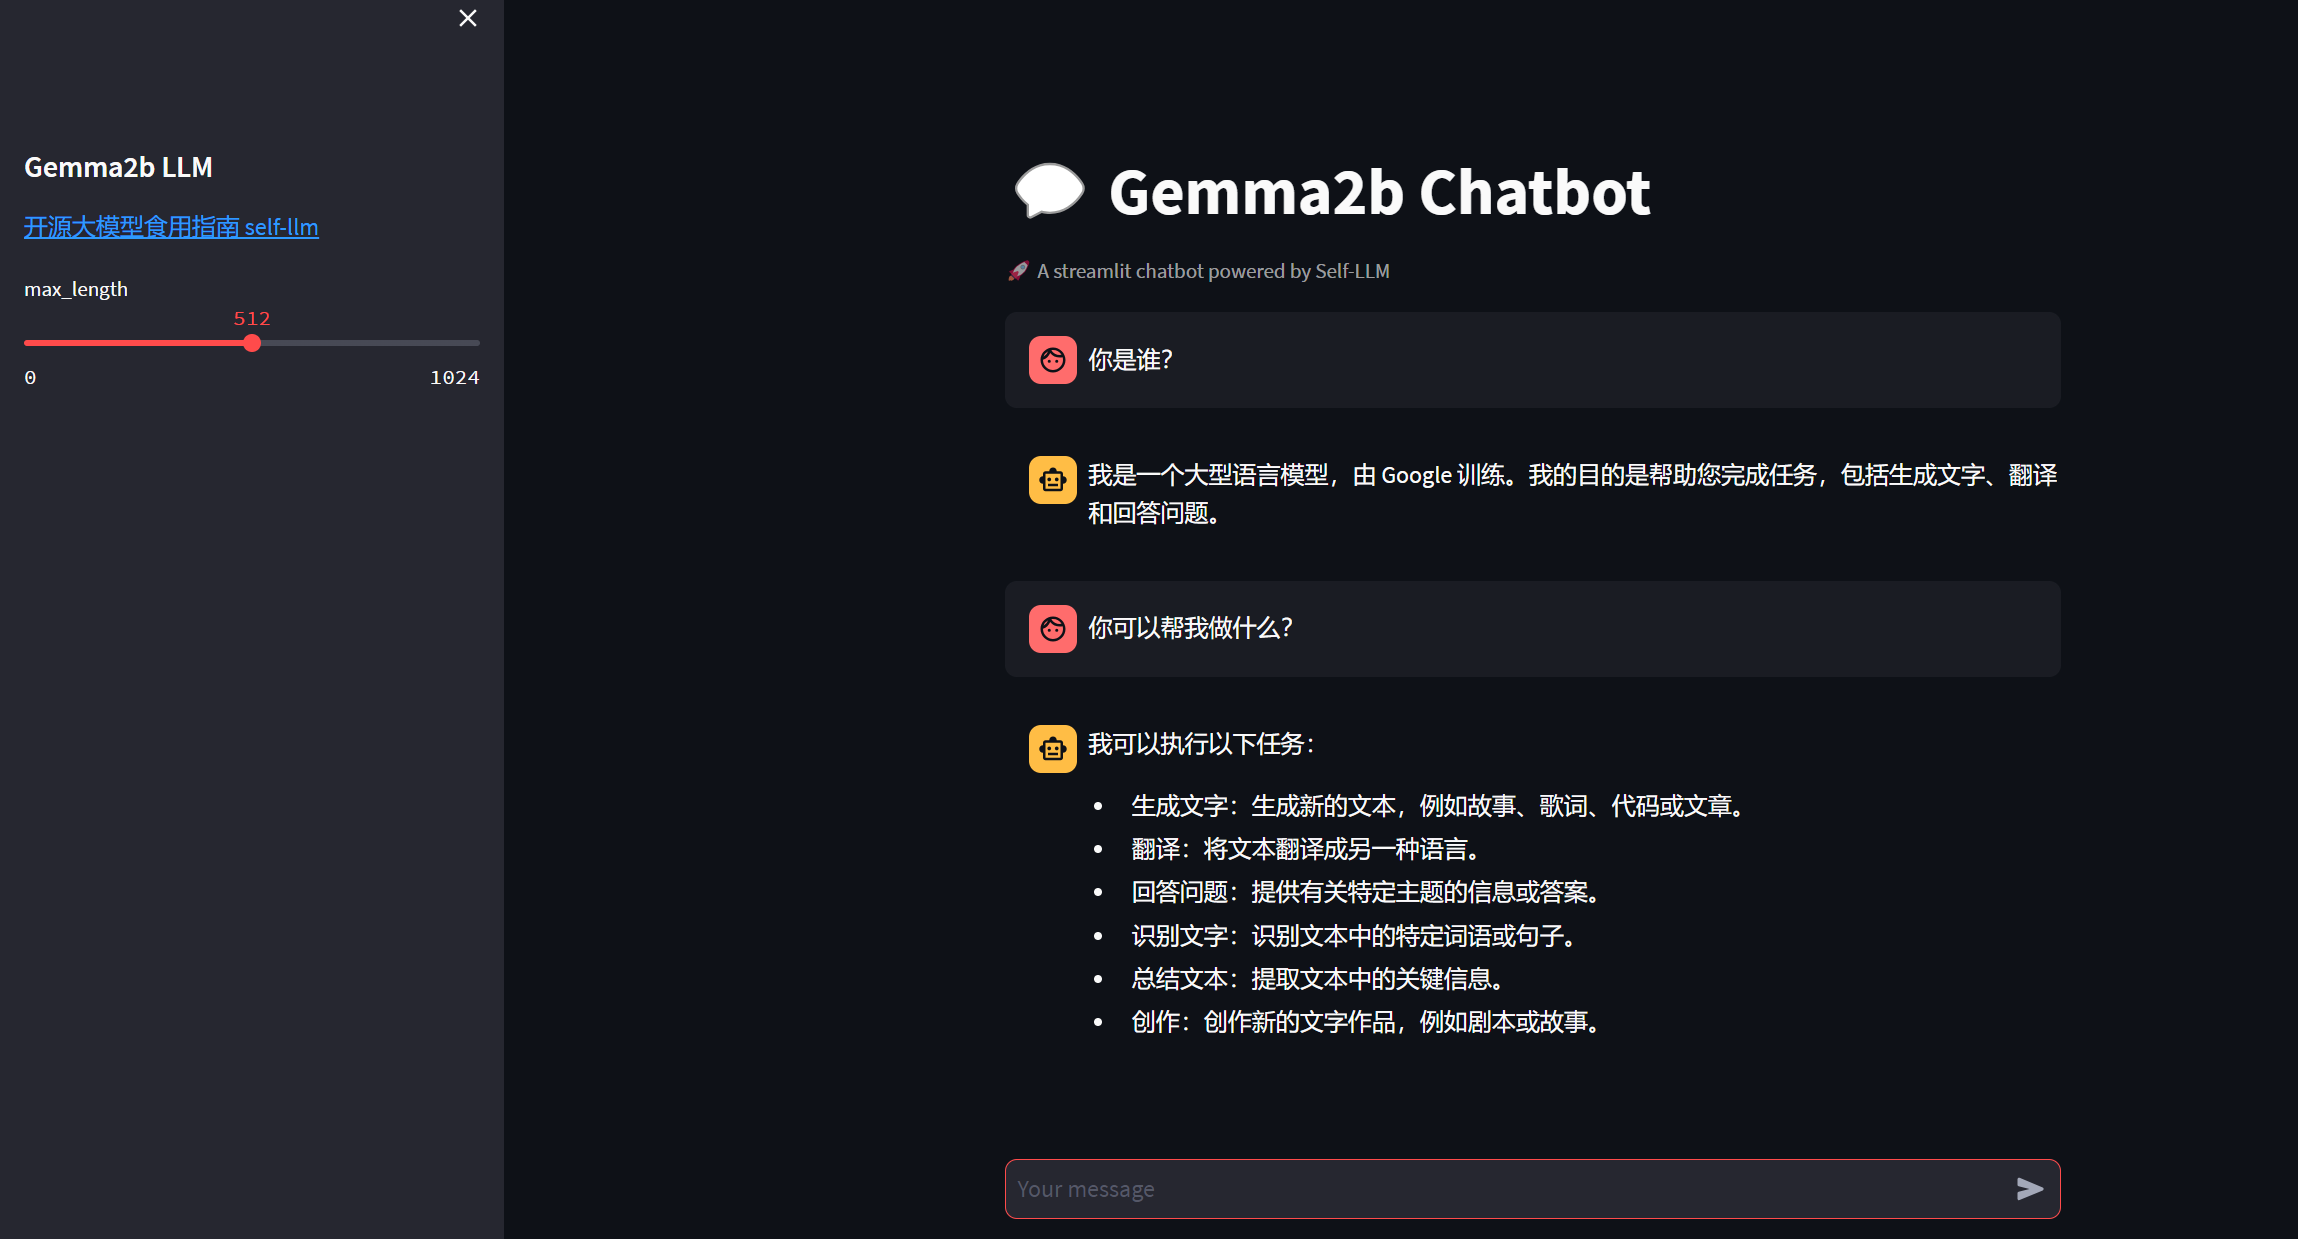 Gemma2b LLM
开源大模型食用指南 self-llm
max_length
512
0
1024
Gemma2b Chatbot
A streamlit chatbot powered by Self-LLM
你是谁？
我是一个大型语言模型，由 Google 训练。我的目的是帮助您完成任务，包括生成文字、翻译
和回答问题。
你可以帮我做什么？
我可以执行以下任务：
• 生成文字：生成新的文本，例如故事、歌词、代码或文章。
• 翻译：将文本翻译成另一种语言。
• 回答问题：提供有关特定主题的信息或答案。
• 识别文字：识别文本中的特定词语或句子。
• 总结文本：提取文本中的关键信息。
• 创作：创作新的文字作品，例如剧本或故事。
Your message